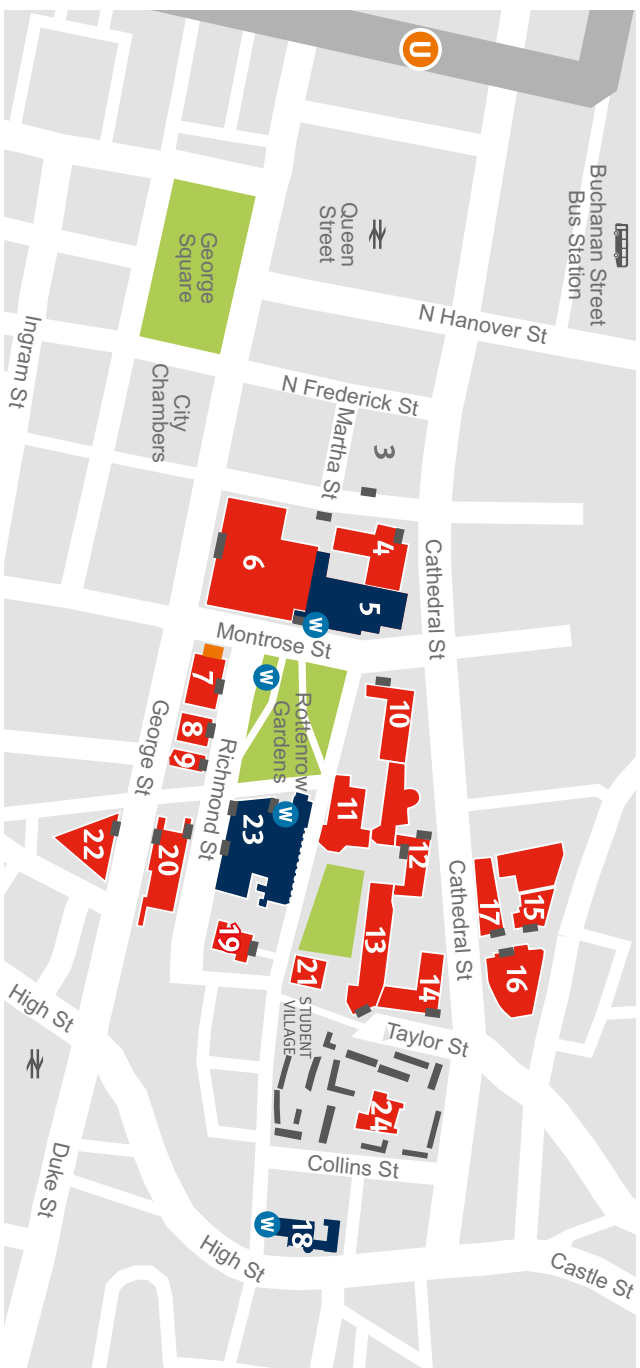 U
Buchanan Street
Bus Station
Queen
Street
George
Square
N Hanover St
Ingram St
City
Chambers
N Frederick St
Martha St
3
4
5
6
W
Cathedral St
Montrose St
W
7
8
9
George St
Richmond St
Rottenrow
Gardens
10
11
12
W
23
22
20
19
13
21
14
Cathedral St
15
17
16
High St
STUDENT
VILLAGE
Taylor St
24
Collins St
Duke St
W
18
High St
Castle St